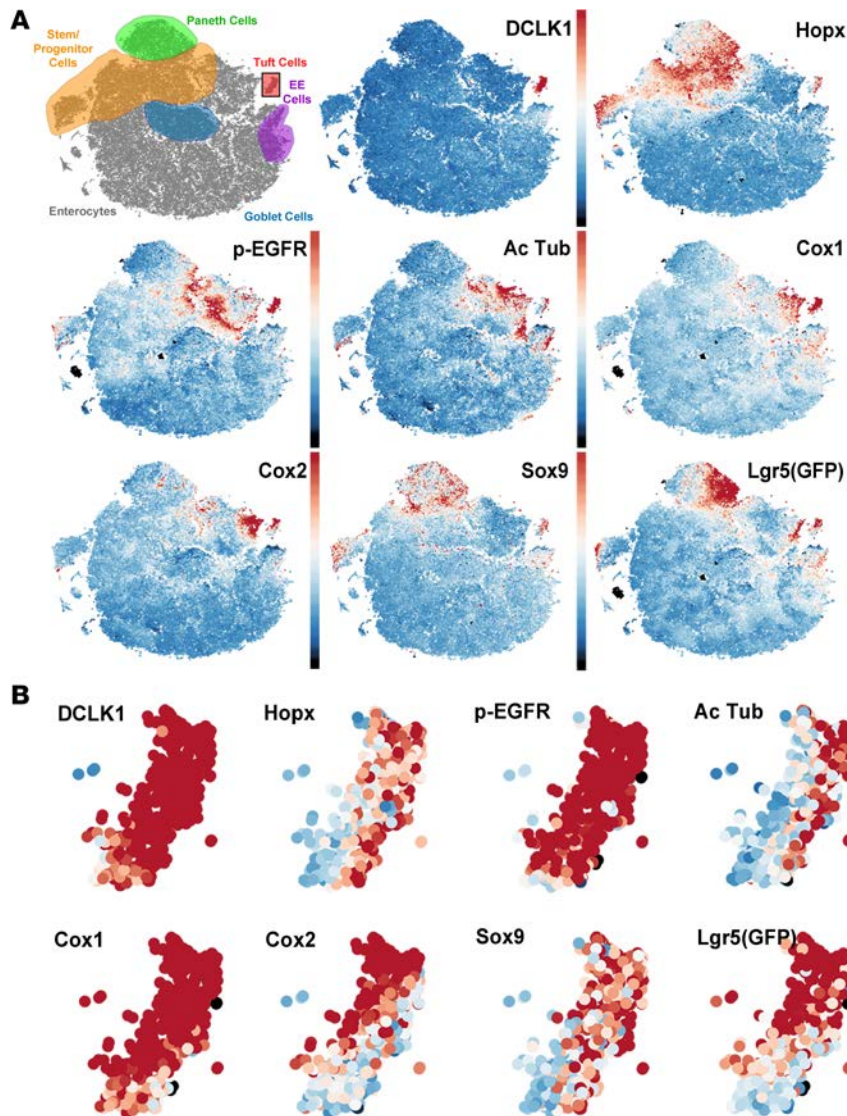 A
Paneth Cells
Stem/
Progenitor
Cells
Tuft Cells
EE
Cells
Enterocytes
Goblet Cells
DCLK1
Hopx
p-EGFR
Ac Tub
Cox1
Cox2
Sox9
Lgr5(GFP)
B
DCLK1
Hopx
p-EGFR
Ac Tub
Cox1
Cox2
Sox9
Lgr5(GFP)